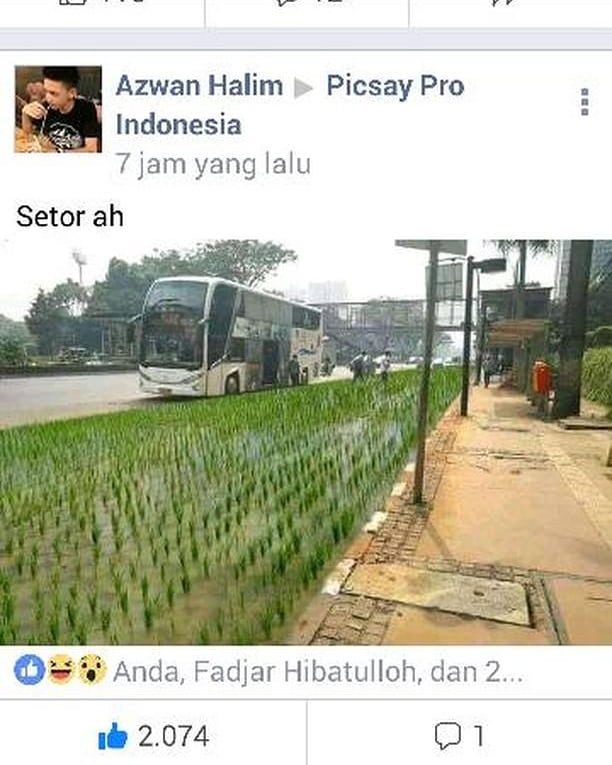 Azwan Halim ▶ Picsay Pro
Indonesia
7 jam yang lalu
Setor ah
Anda, Fadjar Hibatulloh, dan 2...
2.074
1